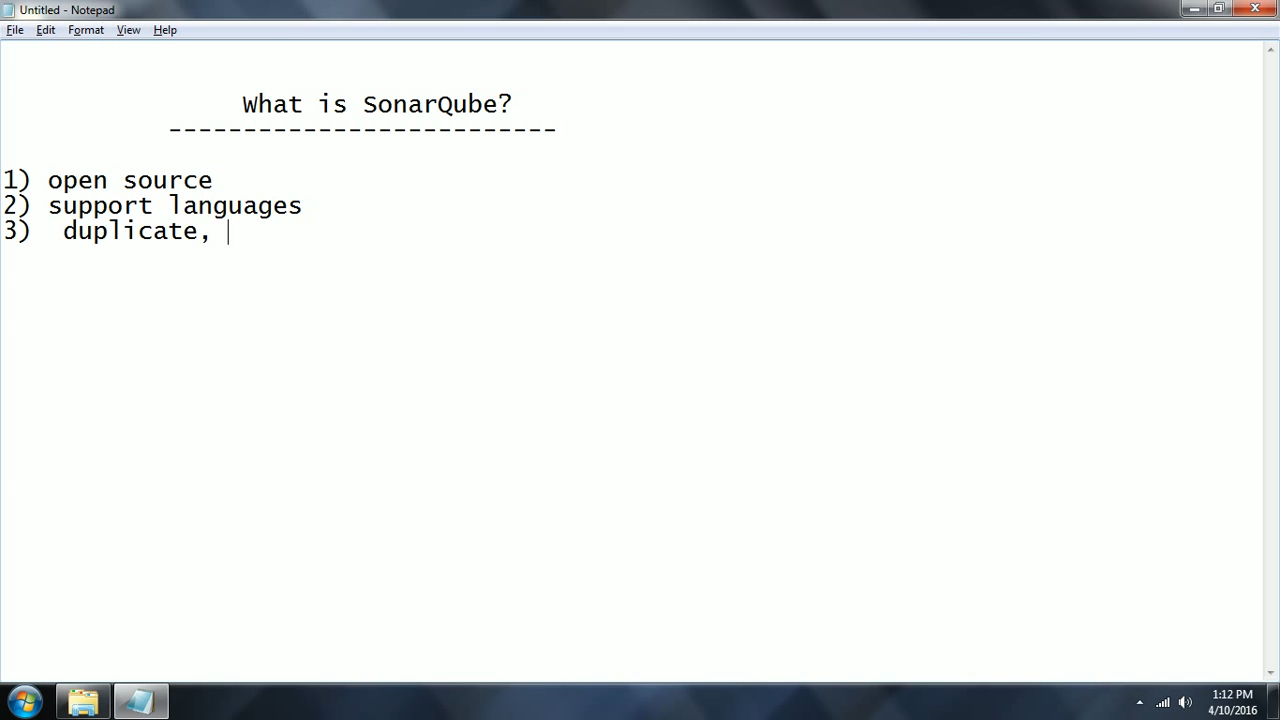 Untitled - Notepad
File Edit Format View Help
What is SonarQube?
--------------------------
1) open source
2) support languages
3) duplicate,
1:12 PM
4/10/2016